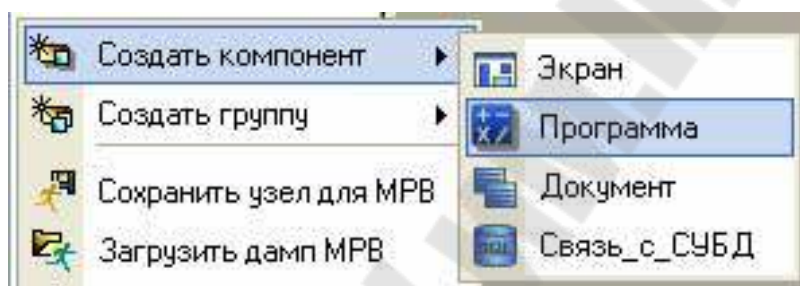 Создать компонент
Создать группу
Сохранить узел для МРВ
Загрузить дамп МРВ
Экран
Программа
Документ
Связь_с_СУБД